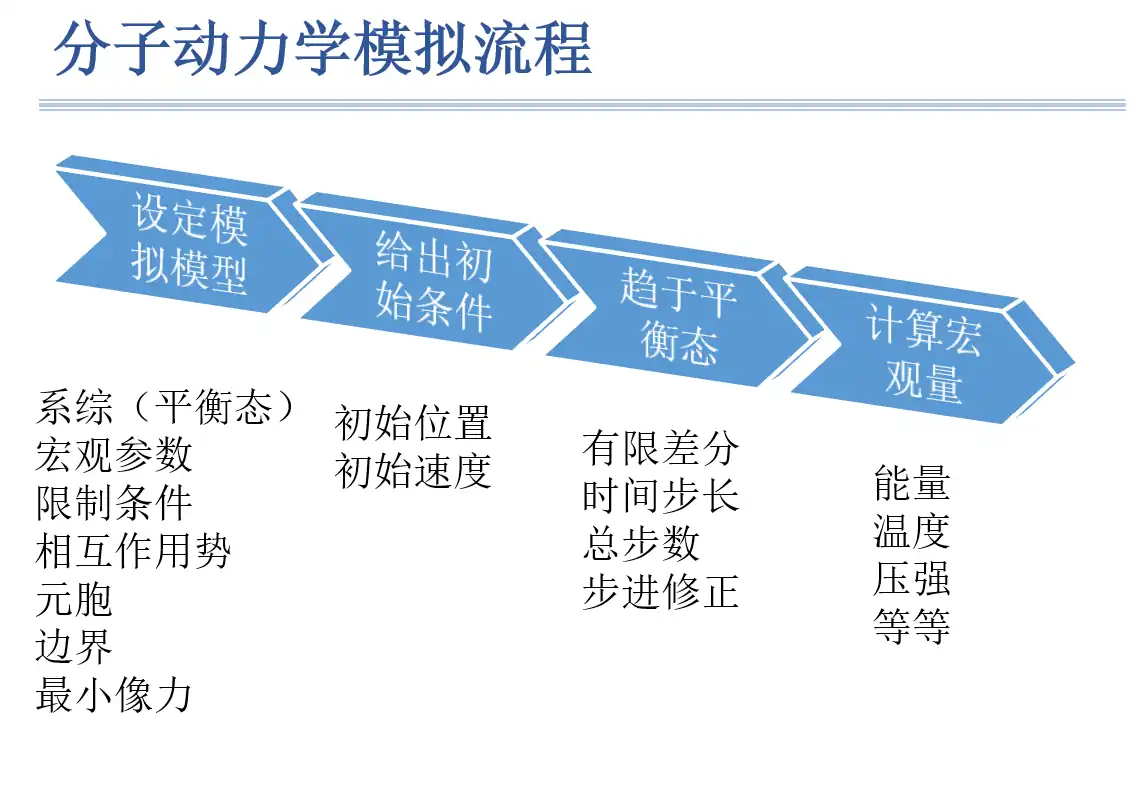 分子动力学模拟流程
设定模
拟模型
给出初
始条件
趋于平
衡态
计算宏
观量
系综（平衡态）
宏观参数
限制条件
相互作用势
元胞
边界
最小像力
初始位置
初始速度
有限差分
时间步长
总步数
步进修正
能量
温度
压强
等等